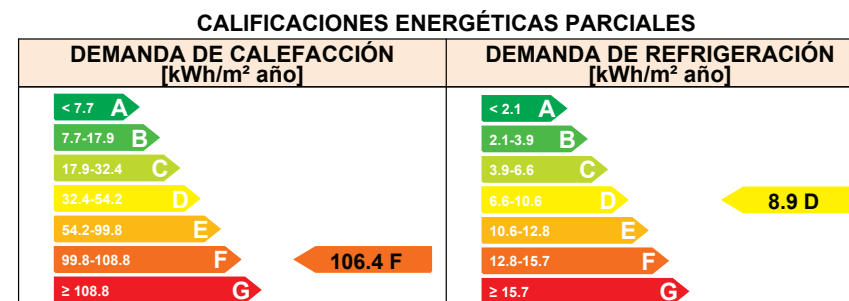 CALIFICACIONES ENERGÉTICAS PARCIALES
DEMANDA DE CALEFACCIÓN
[kWh/m² año]
< 7.7 A
7.7-17.9 B
17.9-32.4 C
32.4-54.2 D
54.2-99.8 E
99.8-108.8 F
106.4 F
≥ 108.8 G
DEMANDA DE REFRIGERACIÓN
[kWh/m² año]
< 2.1 A
2.1-3.9 B
3.9-6.6 C
6.6-10.6 D
8.9 D
10.6-12.8 E
12.8-15.7 F
≥ 15.7 G